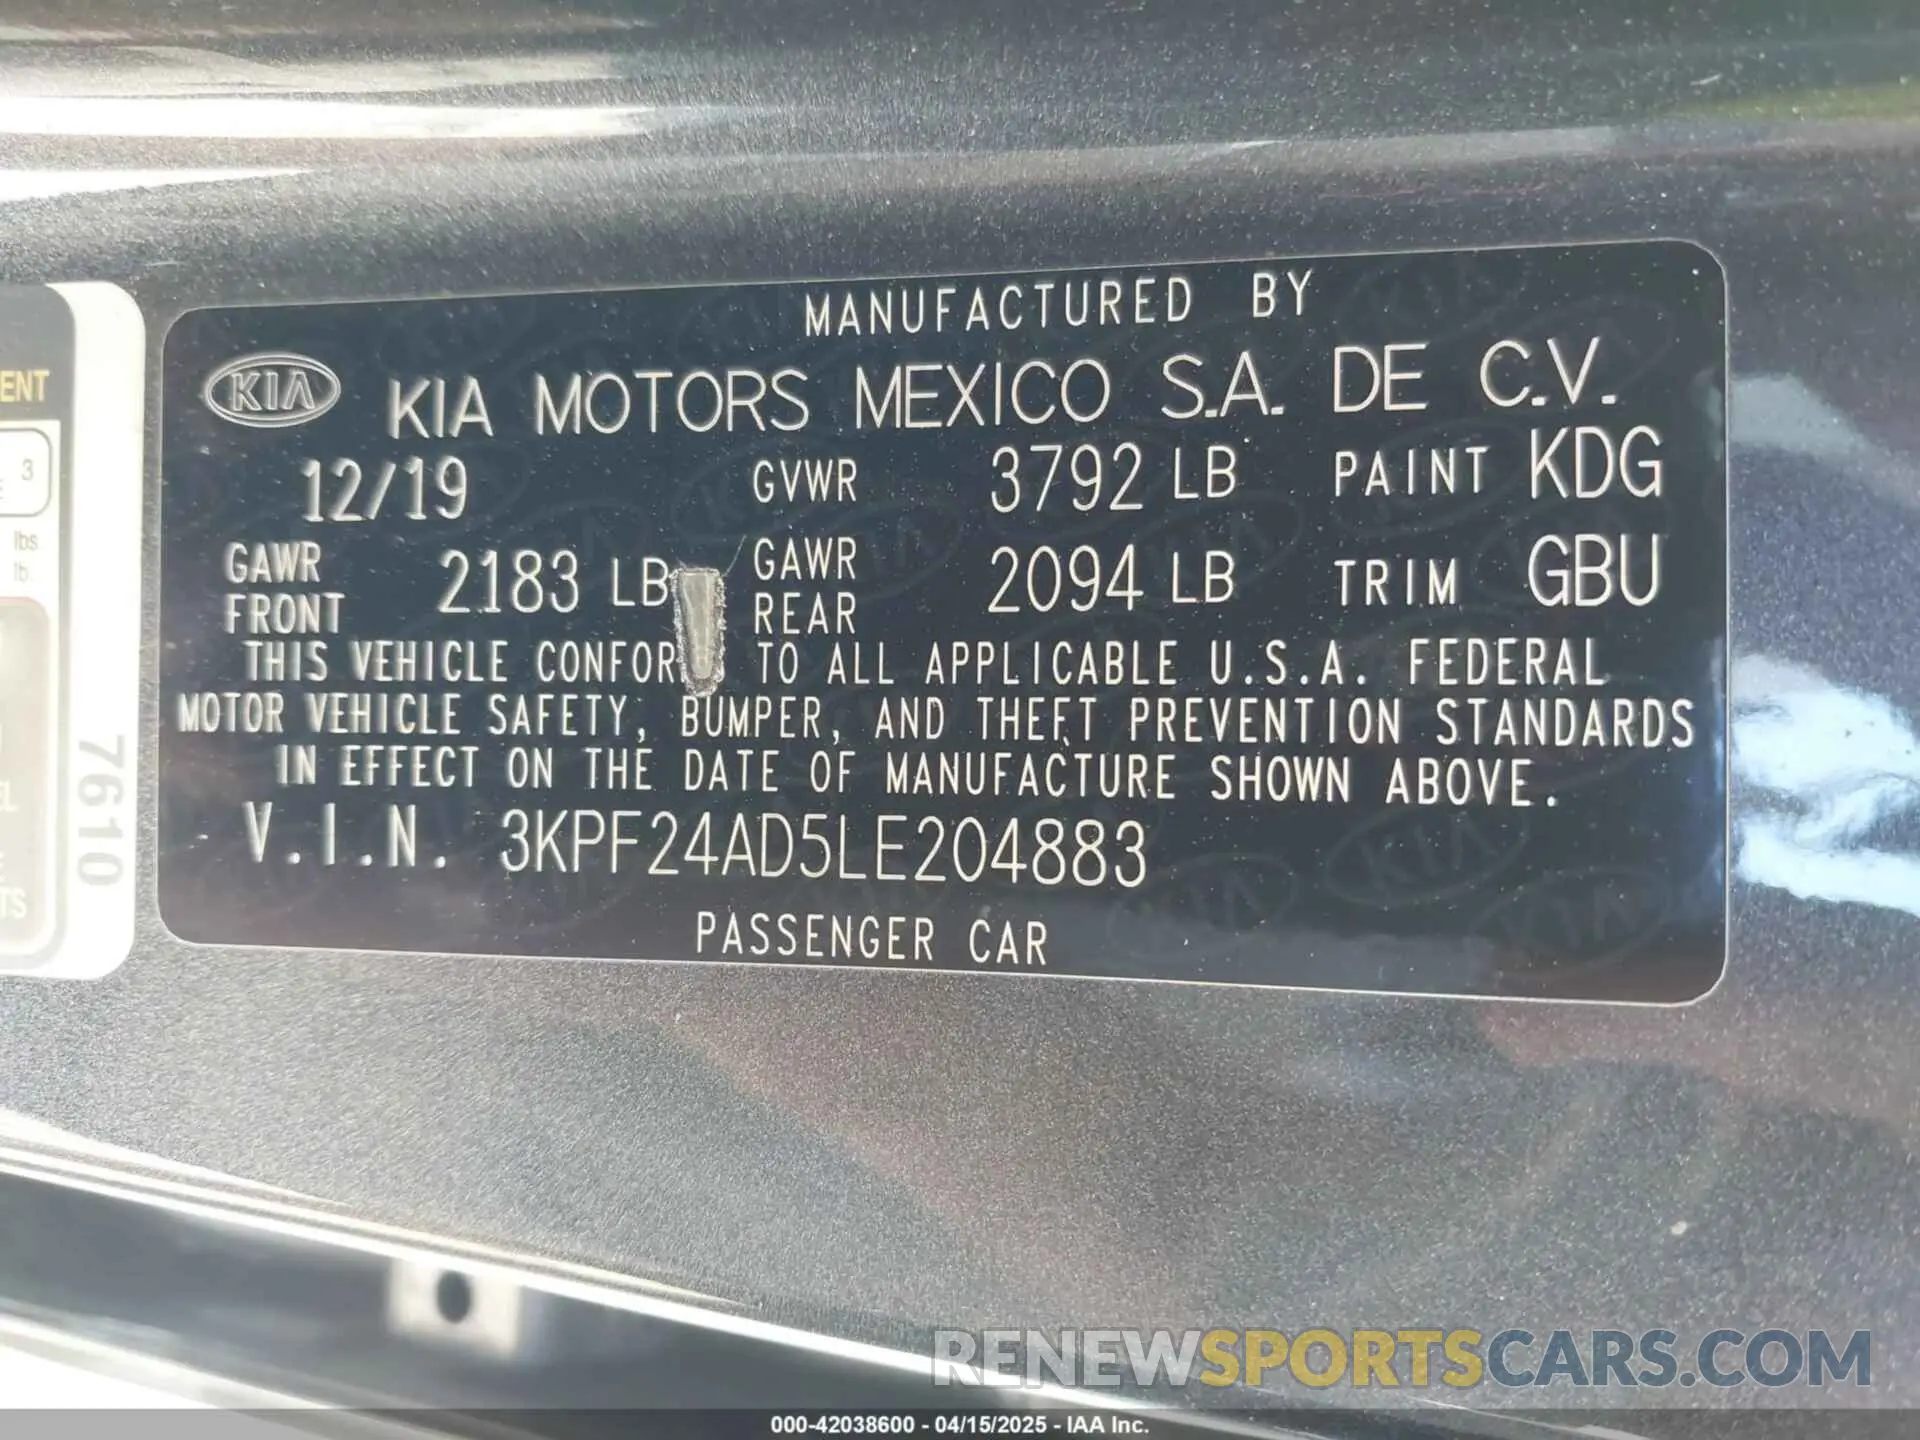 MANUFACTURED BY
KIA KIA MOTORS MEXICO S.A. DE C.V.
12/19 GVWR 3792 LB PAINT KDG
GAWR FRONT 2183 LB GAWR REAR 2094 LB TRIM GBU
THIS VEHICLE CONFOR TO ALL APPLICABLE U.S.A. FEDERAL
MOTOR VEHICLE SAFETY, BUMPER, AND THEFT PREVENTION STANDARDS
IN EFFECT ON THE DATE OF MANUFACTURE SHOWN ABOVE.
V.I.N. 3KPF24AD5LE204883
PASSENGER CAR
ENT
3
lbs
7610
RENEWSPORTSCARS.COM
000-42038600 - 04/15/2025 - IAA Inc.